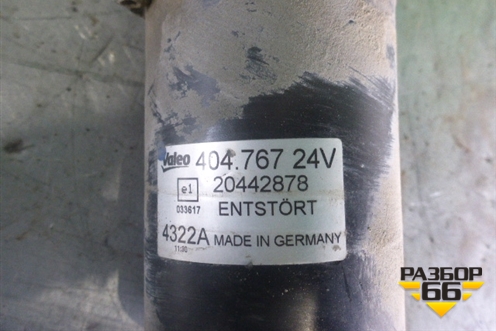 Valeo 404.767 24V
e1 20442878
033617 ENTSTÖRT
4322A MADE IN GERMANY
РАЗБОР
66